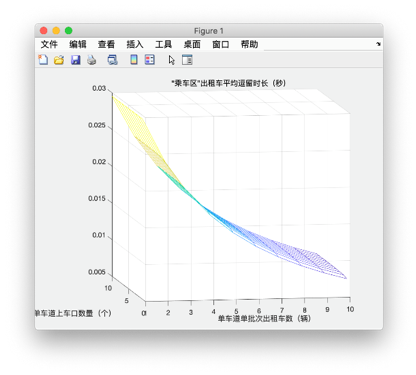 Figure 1
文件 编辑 查看 插入 工具 桌面 窗口 帮助
"乘车区"出租车平均逗留时长（秒）
0.03
0.025
0.02
0.015
0.01
0.005
10
5
0
1 2 3 4 5 6 7 8 9 10
单车道上车口数量（个）
单车道单批次出租车数（辆）